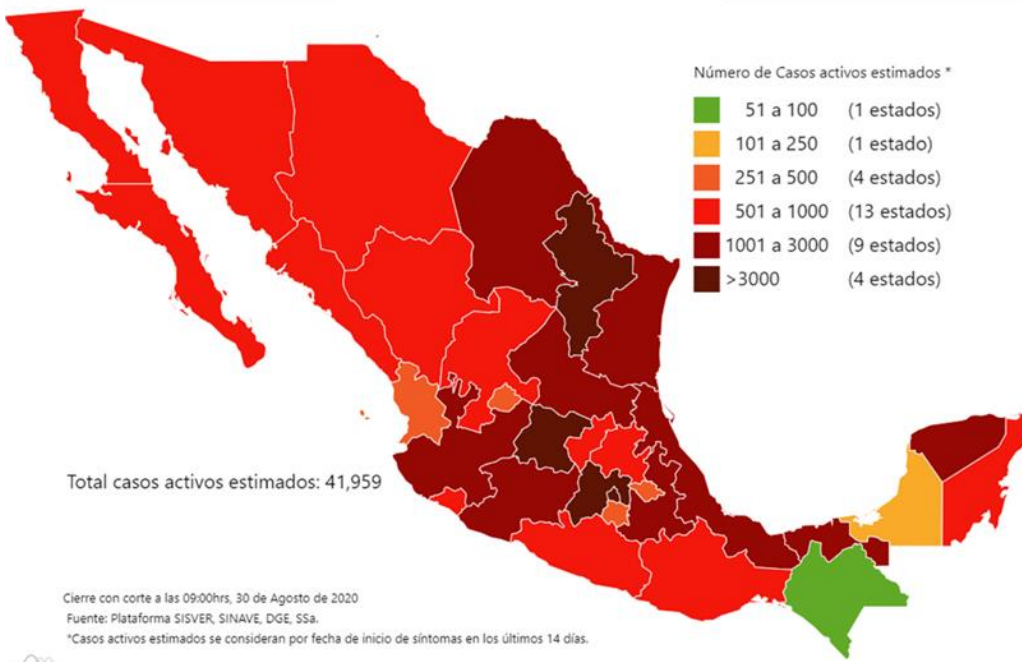 Número de Casos activos estimados *
51 a 100 (1 estados)
101 a 250 (1 estado)
251 a 500 (4 estados)
501 a 1000 (13 estados)
1001 a 3000 (9 estados)
>3000 (4 estados)
Total casos activos estimados: 41,959
Cierre con corte a las 09:00hrs, 30 de Agosto de 2020
Fuente: Plataforma SISVER, SINAVE, DGE, SSa.
*Casos activos estimados se consideran por fecha de inicio de síntomas en los últimos 14 días.